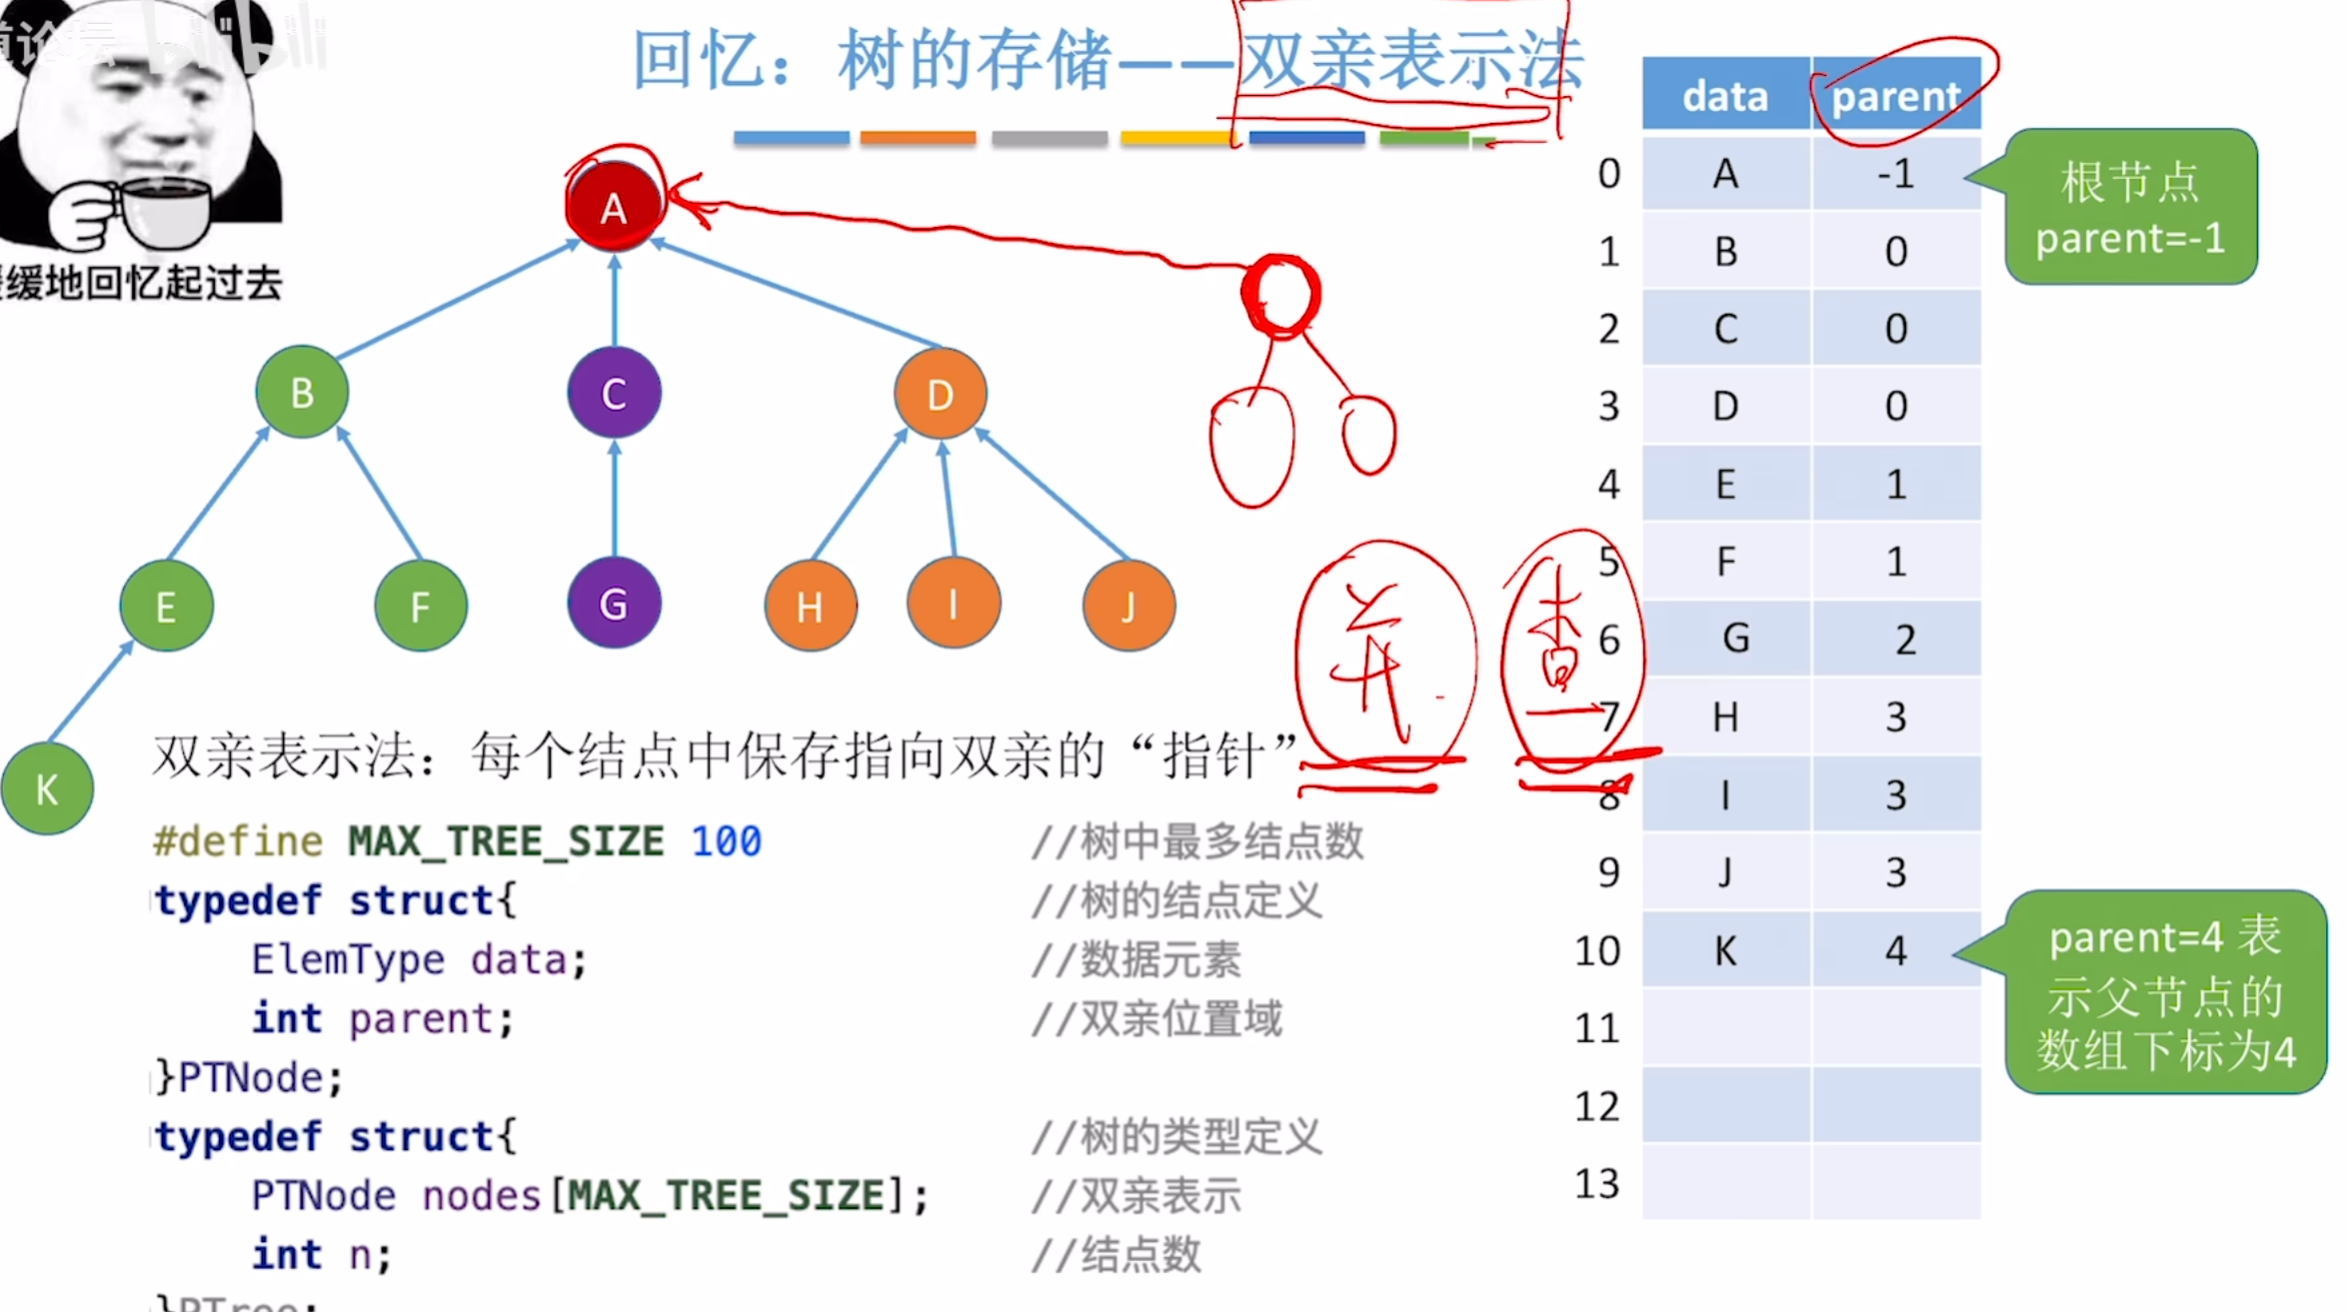 道论坛 bilibili
回忆：树的存储——双亲表示法
缓地回忆起过去
A
B C D
E F G H I J
K
并 查
双亲表示法：每个结点中保存指向双亲的“指针”
#define MAX_TREE_SIZE 100 //树中最多结点数
typedef struct{ //树的结点定义
ElemType data; //数据元素
int parent; //双亲位置域
}PTNode;
typedef struct{ //树的类型定义
PTNode nodes[MAX_TREE_SIZE]; //双亲表示
int n; //结点数
}PTree;
data parent
0 A -1
1 B 0
2 C 0
3 D 0
4 E 1
5 F 1
6 G 2
7 H 3
8 I 3
9 J 3
10 K 4
11
12
13
根节点
parent=-1
parent=4 表
示父节点的
数组下标为4